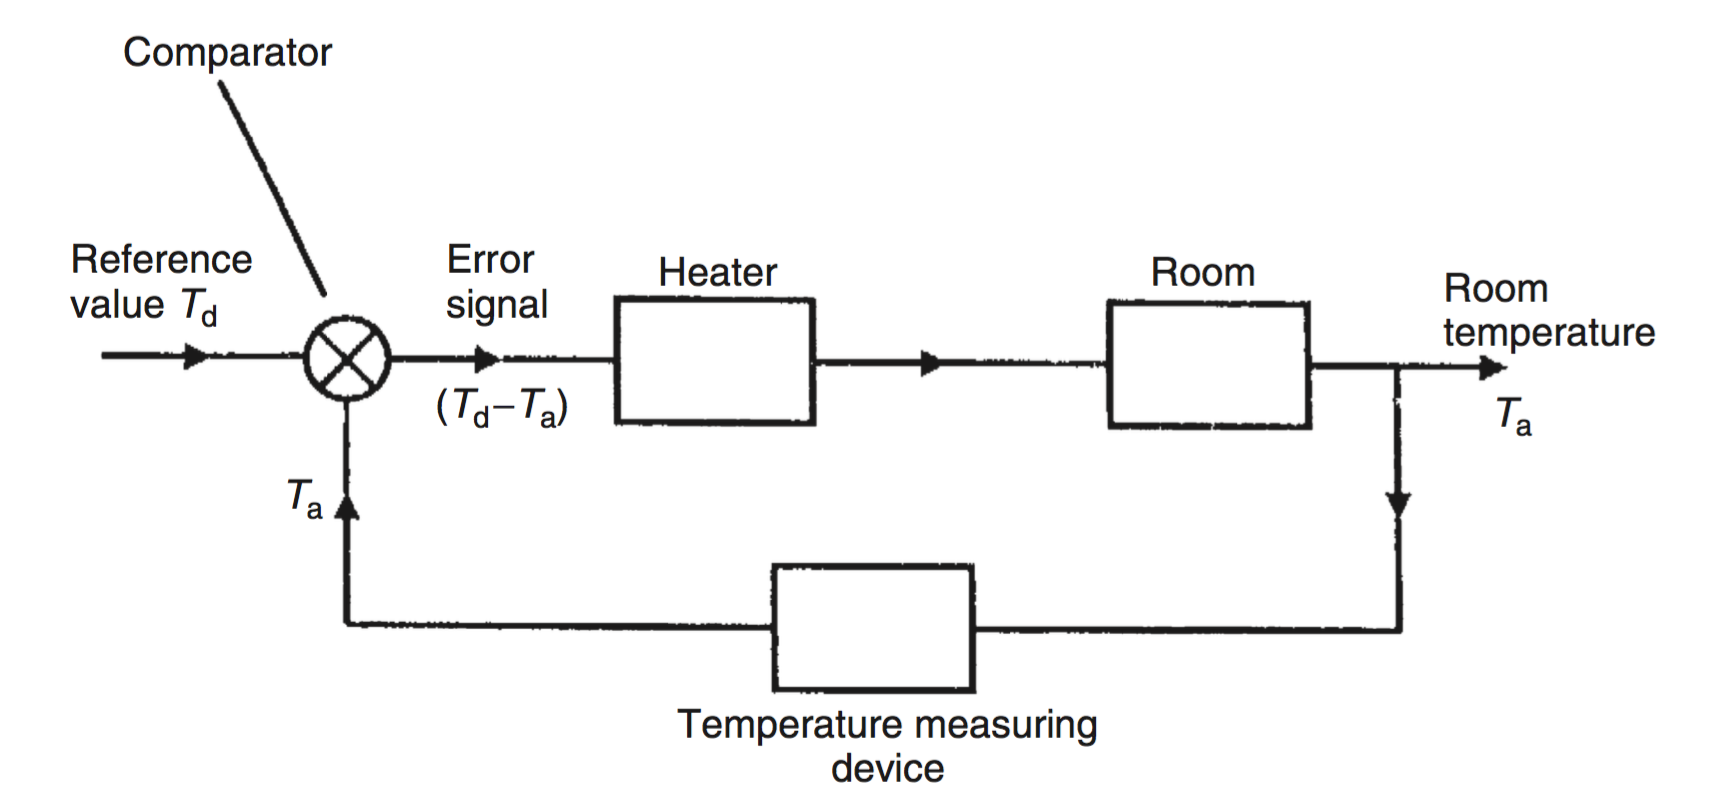 Comparator
Reference
value Td
Error
signal
(Td–Ta)
Heater
Room
Room
temperature
Ta
Ta
Temperature measuring
device